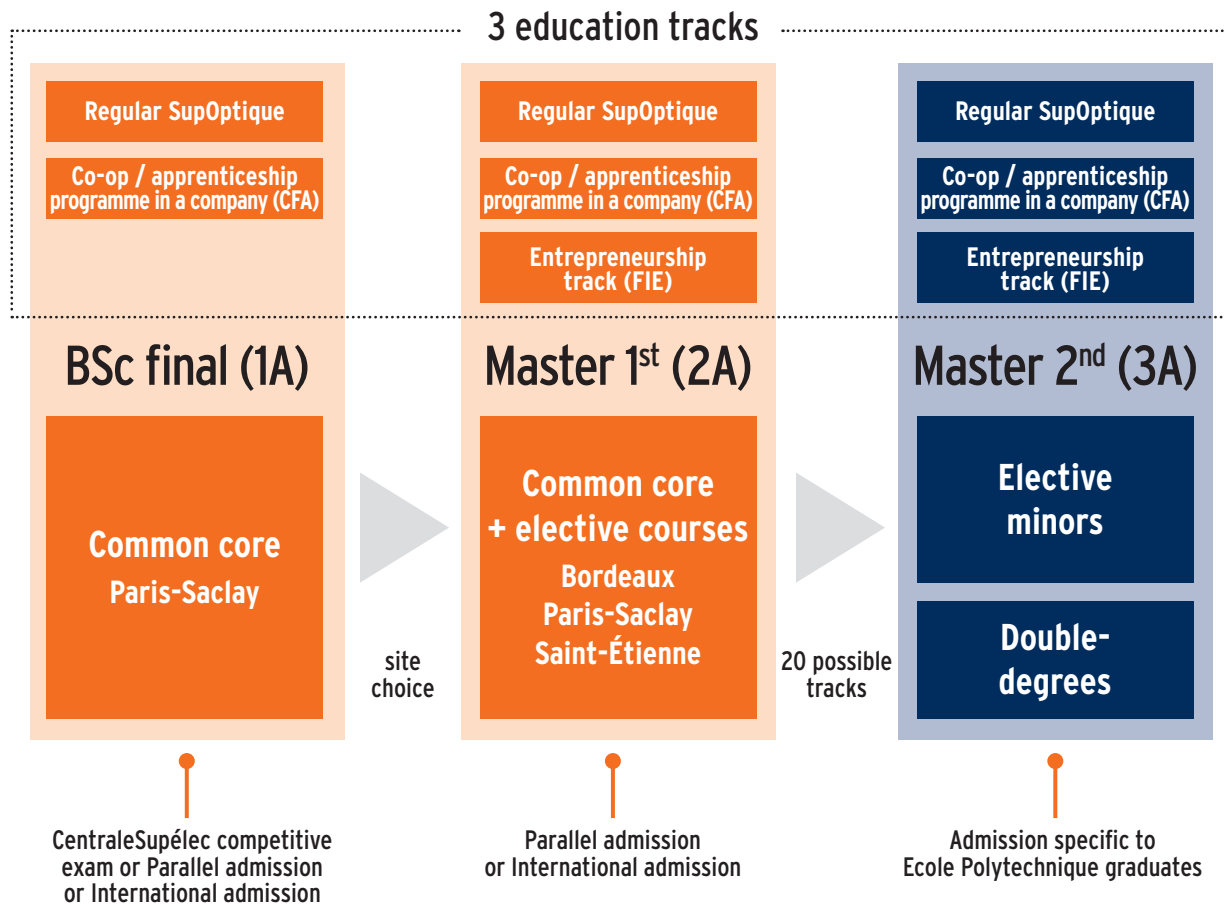 3 education tracks
Regular SupOptique
Co-op / apprenticeship
programme in a company (CFA)
Regular SupOptique
Co-op / apprenticeship
programme in a company (CFA)
Entrepreneurship
track (FIE)
Regular SupOptique
Co-op / apprenticeship
programme in a company (CFA)
Entrepreneurship
track (FIE)
BSc final (1A)
Master 1st (2A)
Master 2nd (3A)
Common core
Paris-Saclay
site
choice
Common core
+ elective courses
Bordeaux
Paris-Saclay
Saint-Étienne
20 possible
tracks
Elective
minors
Double-
degrees
CentraleSupélec competitive
exam or Parallel admission
or International admission
Parallel admission
or International admission
Admission specific to
Ecole Polytechnique graduates